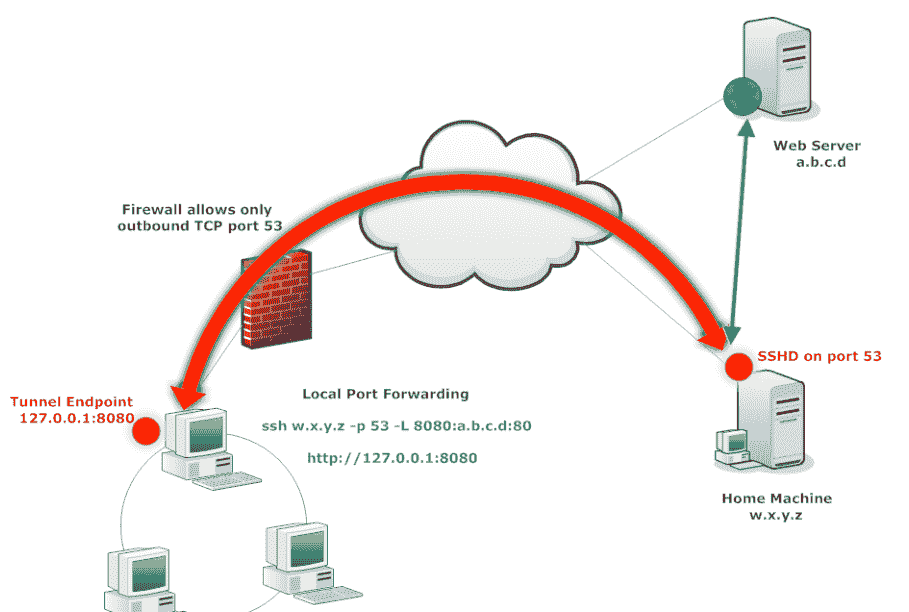 Web Server
a.b.c.d
Firewall allows only
outbound TCP port 53
SSHD on port 53
Tunnel Endpoint
127.0.0.1:8080
Local Port Forwarding
ssh w.x.y.z -p 53 -L 8080:a.b.c.d:80
http://127.0.0.1:8080
Home Machine
w.x.y.z